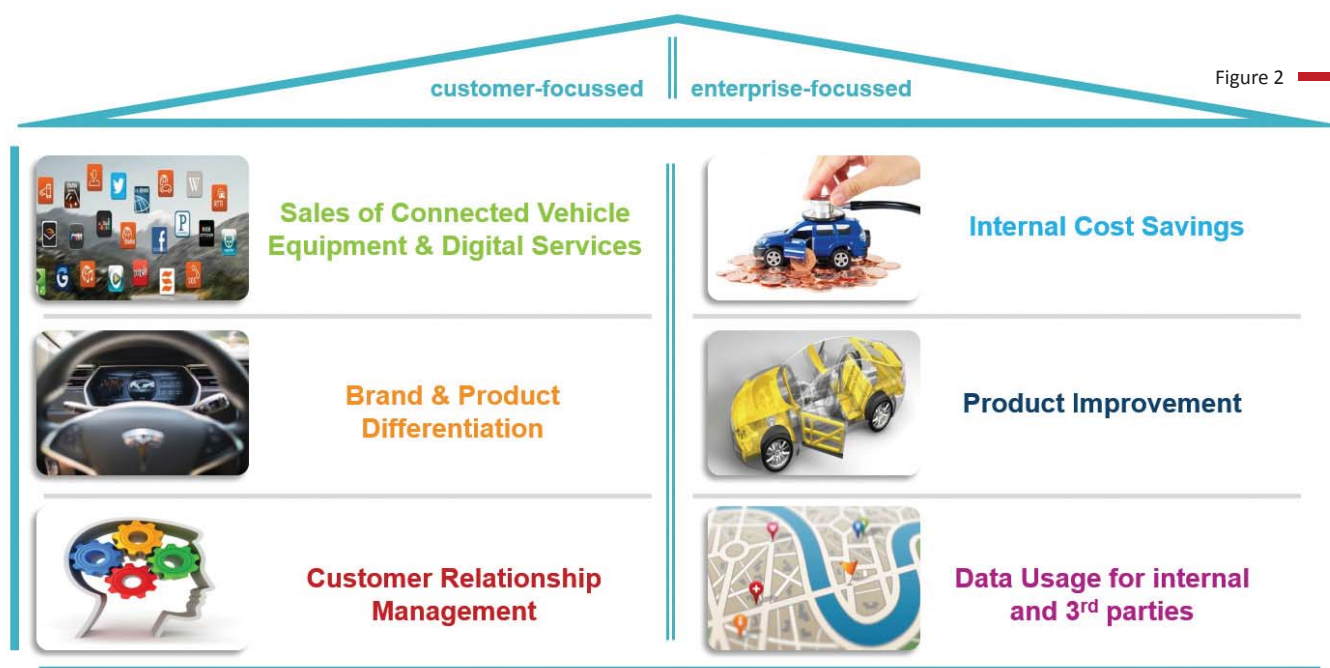 Figure 2
customer-focussed
enterprise-focussed
Sales of Connected Vehicle
Equipment & Digital Services
Internal Cost Savings
Brand & Product
Differentiation
Product Improvement
Customer Relationship
Management
Data Usage for internal
and 3rd parties